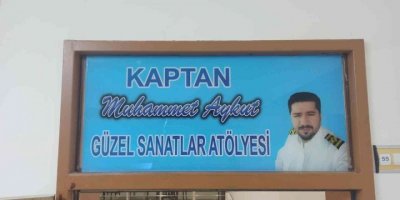 KAPTAN
Muhammet Aykut
GÜZEL SANATLAR ATÖLYESİ
55